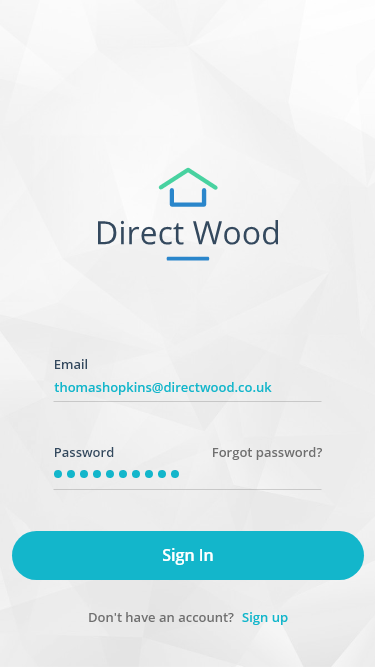 Direct Wood
Email
thomashopkins@directwood.co.uk
Password Forgot password?
Sign In
Don't have an account? Sign up